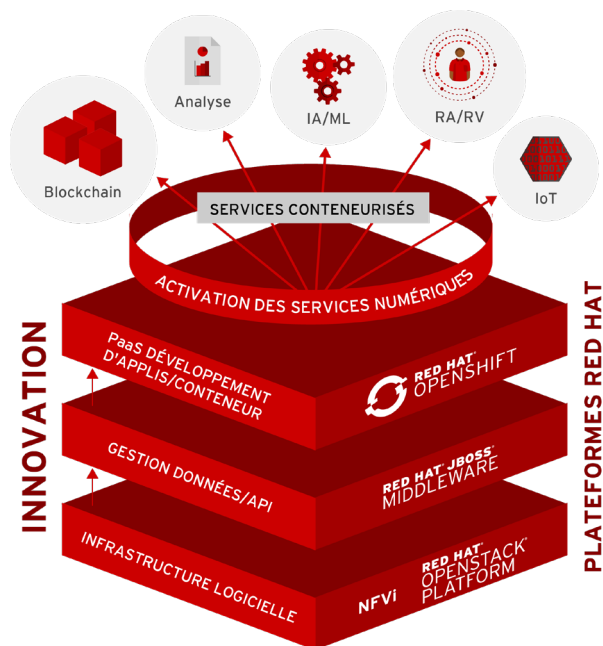 Blockchain
Analyse
IA/ML
RA/RV
IoT
SERVICES CONTENEURISÉS
ACTIVATION DES SERVICES NUMÉRIQUES
INNOVATION
PLATEFORMES RED HAT
PaaS DÉVELOPPEMENT
D'APPLIS/CONTENEUR
RED HAT®
OPENSHIFT
GESTION DONNÉES/API
RED HAT® JBOSS®
MIDDLEWARE
INFRASTRUCTURE LOGICIELLE
NFVi
RED HAT®
OPENSTACK®
PLATFORM